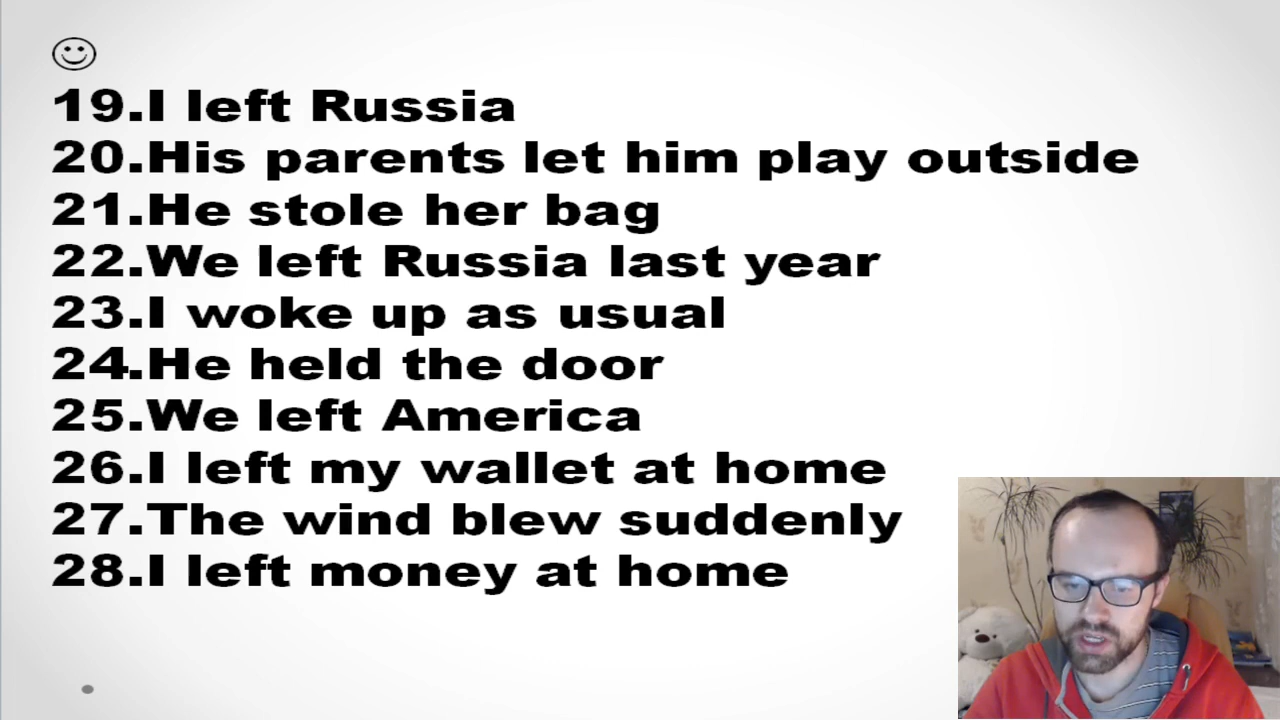 19.I left Russia
20.His parents let him play outside
21.He stole her bag
22.We left Russia last year
23.I woke up as usual
24.He held the door
25.We left America
26.I left my wallet at home
27.The wind blew suddenly
28.I left money at home